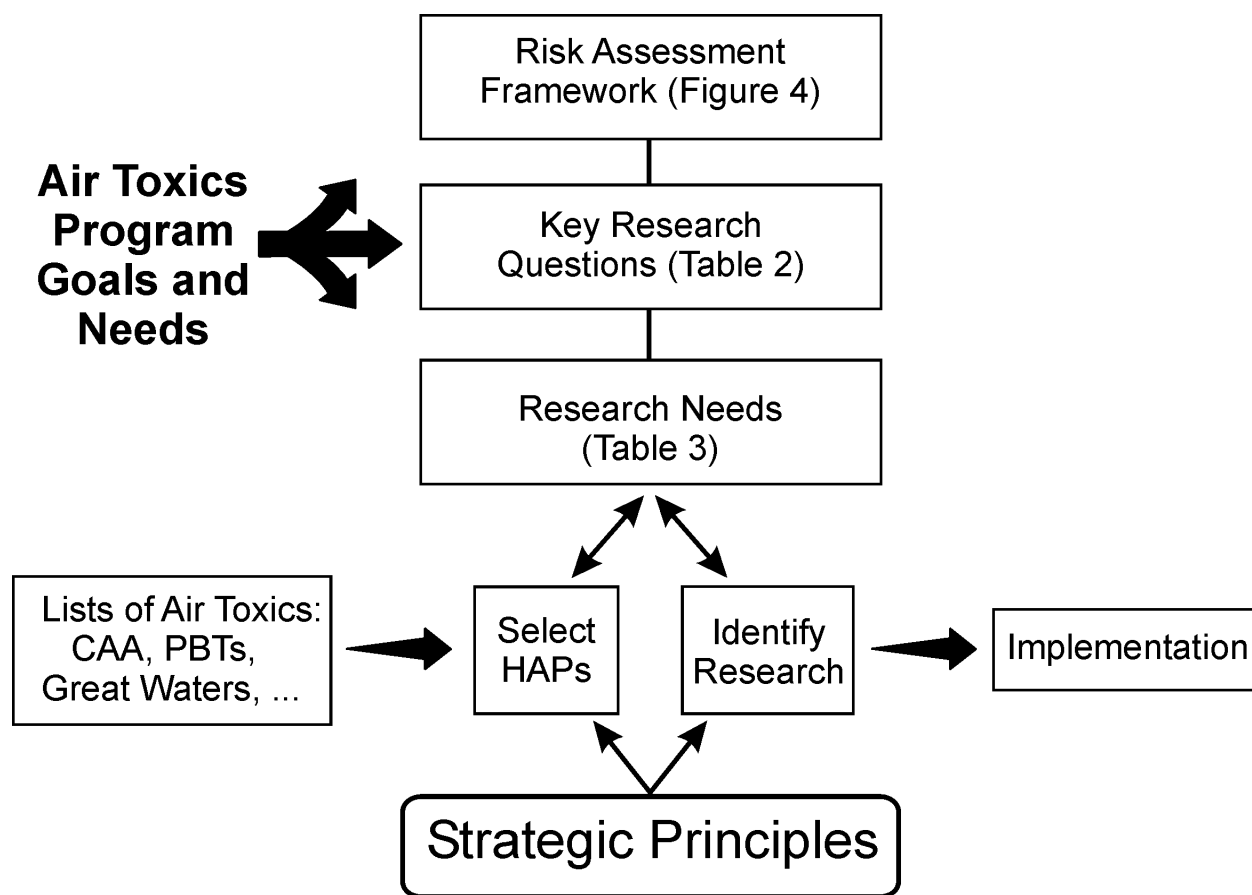 Risk Assessment
Framework (Figure 4)
Air Toxics
Program
Goals and
Needs
Key Research
Questions (Table 2)
Research Needs
(Table 3)
Lists of Air Toxics:
CAA, PBTs,
Great Waters, ...
Select
HAPs
Identify
Research
Implementation
Strategic Principles